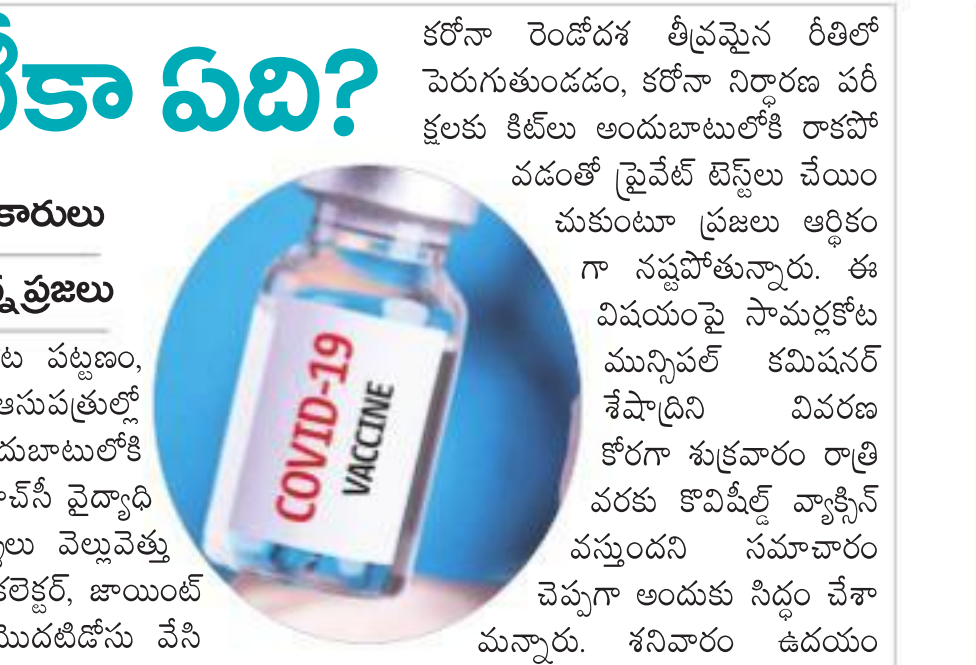 టీకా ఏది?
కారులు
న్న ప్రజలు
ట పట్టణం,
ఆసుపత్రుల్లో
దుబాటులోకి
చ్‌సీ వైద్యాధి
లు వెల్లువెత్తు
కలెక్టర్, జాయింట్
మొదటిడోసు వేసి
COVID-19
VACCINE
కరోనా రెండోదశ తీవ్రమైన రీతిలో
పెరుగుతుండడం, కరోనా నిర్ధారణ పరీ
క్షలకు కిట్‌లు అందుబాటులోకి రాకపో
వడంతో ప్రైవేట్ టెస్ట్‌లు చేయిం
చుకుంటూ ప్రజలు ఆర్థికం
గా నష్టపోతున్నారు. ఈ
విషయంపై సామర్లకోట
మున్సిపల్ కమిషనర్
శేషాద్రిని వివరణ
కోరగా శుక్రవారం రాత్రి
వరకు కొవిషీల్డ్ వ్యాక్సిన్
వస్తుందని సమాచారం
చెప్పగా అందుకు సిద్ధం చేశా
మన్నారు. శనివారం ఉదయం